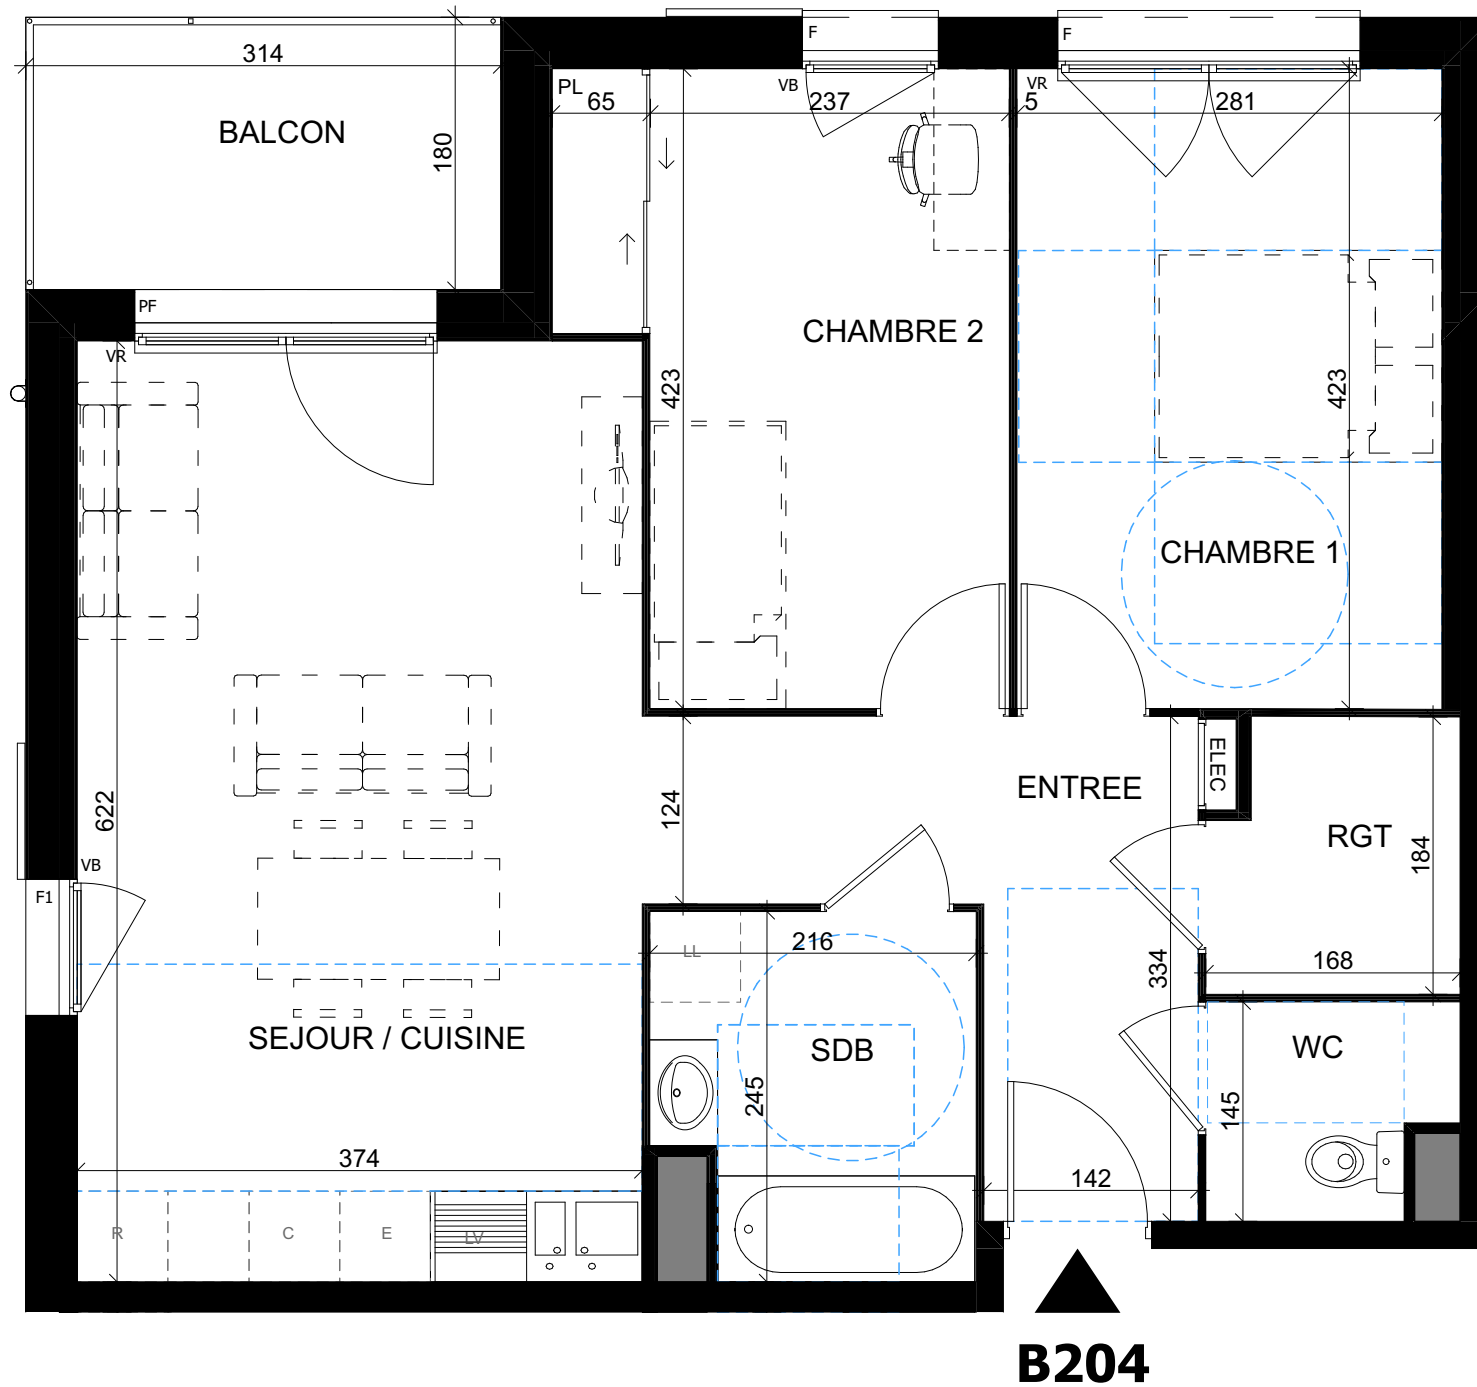 F
F
314
PL
65
VB
237
5
VR
281
BALCON
180
PF
VR
CHAMBRE 2
423
423
CHAMBRE 1
622
124
ENTREE
ELEC
RGT
184
VB
F1
LL
216
334
168
SEJOUR / CUISINE
SDB
WC
245
145
374
142
R
C
E
LV
B204